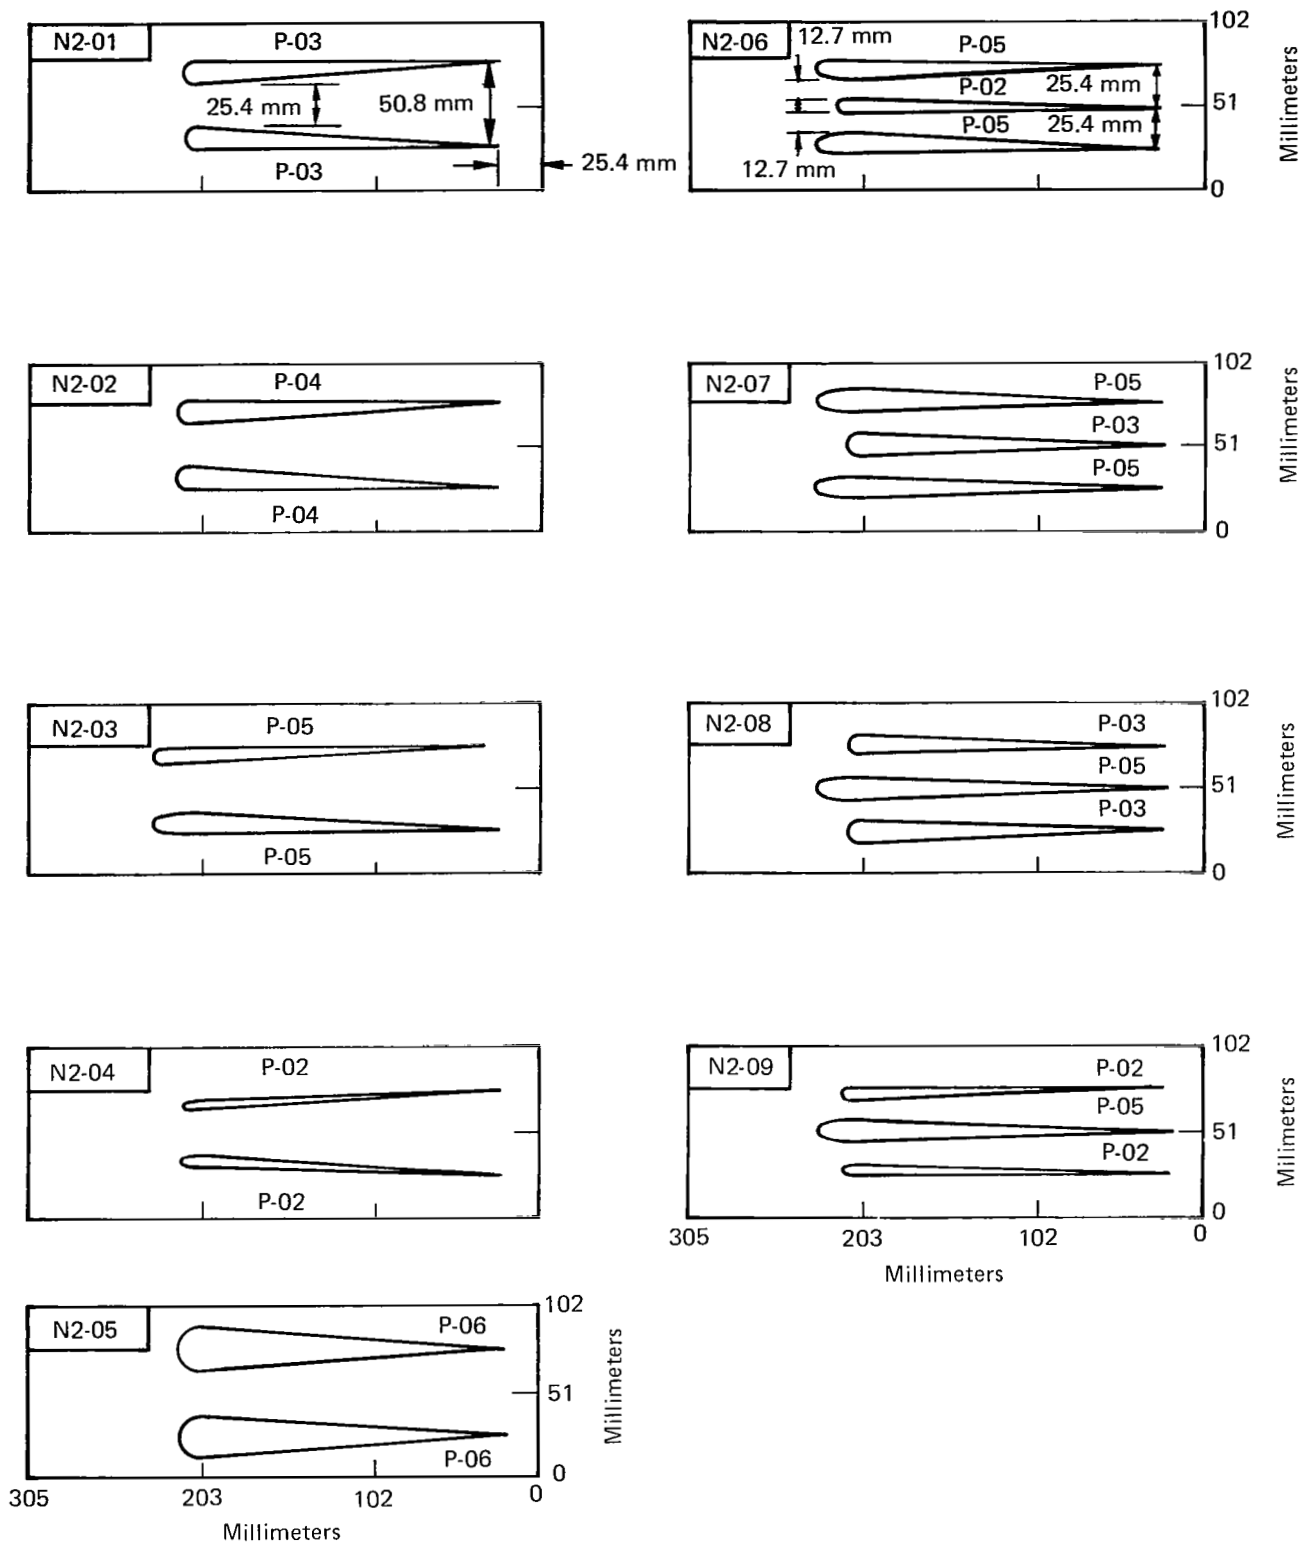 N2-01
P-03
25.4 mm
50.8 mm
P-03
25.4 mm
N2-06
12.7 mm
P-05
P-02
25.4 mm
P-05
25.4 mm
12.7 mm
102
51
0
Millimeters
N2-02
P-04
P-04
N2-07
P-05
P-03
P-05
102
51
0
Millimeters
N2-03
P-05
P-05
N2-08
P-03
P-05
P-03
102
51
0
Millimeters
N2-04
P-02
P-02
N2-09
P-02
P-05
P-02
102
51
0
Millimeters
305
203
102
0
Millimeters
N2-05
P-06
P-06
102
51
0
Millimeters
305
203
102
0
Millimeters